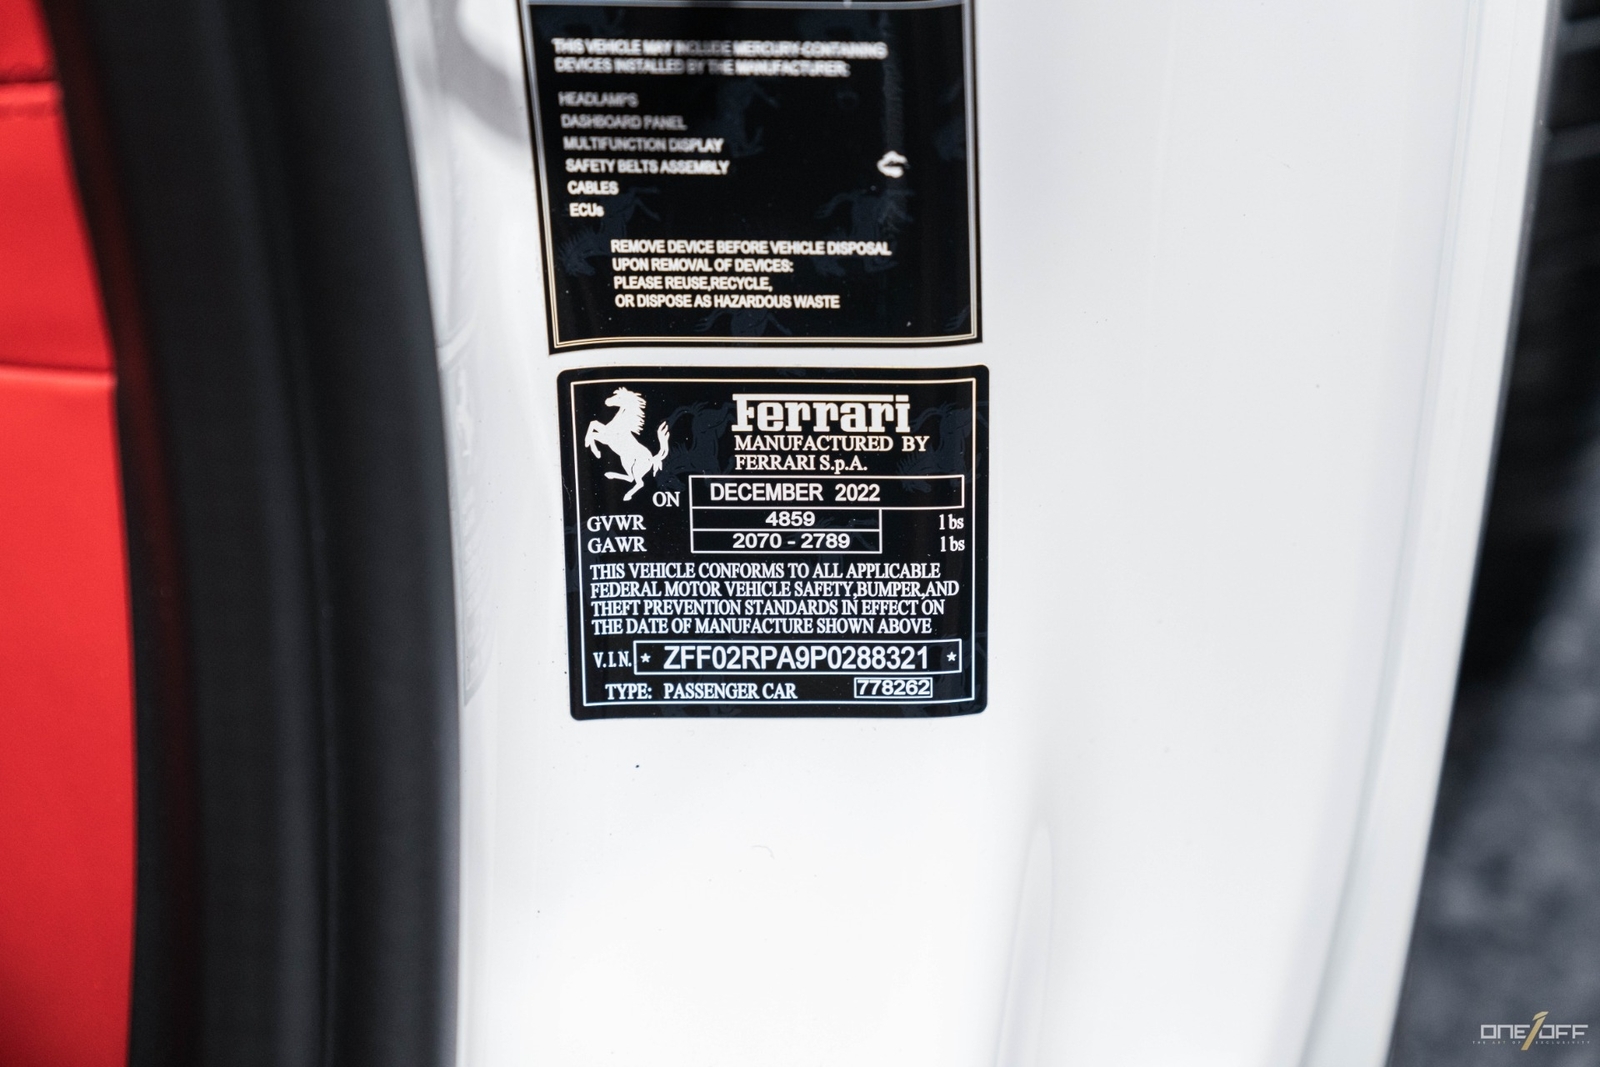 THIS VEHICLE MAY INCLUDE MERCURY-CONTAINING
DEVICES INSTALLED BY THE MANUFACTURER:
HEADLAMPS
DASHBOARD PANEL
MULTIFUNCTION DISPLAY
SAFETY BELTS ASSEMBLY
CABLES
ECUs
REMOVE DEVICE BEFORE VEHICLE DISPOSAL
UPON REMOVAL OF DEVICES:
PLEASE REUSE,RECYCLE,
OR DISPOSE AS HAZARDOUS WASTE
Ferrari
MANUFACTURED BY
FERRARI S.p.A.
ON DECEMBER 2022
GVWR 4859 lbs
GAWR 2070 - 2789 lbs
THIS VEHICLE CONFORMS TO ALL APPLICABLE
FEDERAL MOTOR VEHICLE SAFETY,BUMPER,AND
THEFT PREVENTION STANDARDS IN EFFECT ON
THE DATE OF MANUFACTURE SHOWN ABOVE
V.I.N. * ZFF02RPA9P0288321 *
TYPE: PASSENGER CAR 778262
ONE/OFF
THE ART OF EXCLUSIVITY